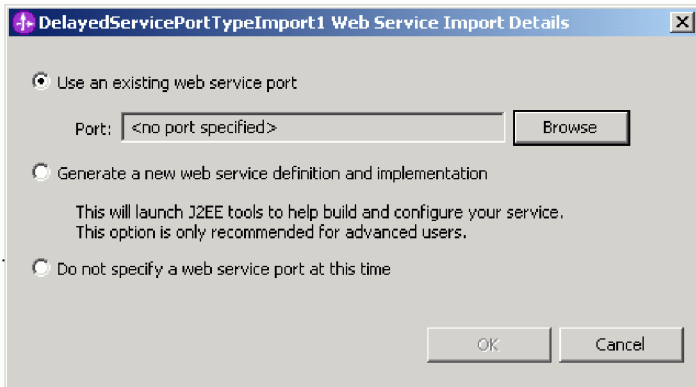 DelayedServicePortTypeImport1 Web Service Import Details
Use an existing web service port
Port: <no port specified> Browse
Generate a new web service definition and implementation
This will launch J2EE tools to help build and configure your service.
This option is only recommended for advanced users.
Do not specify a web service port at this time
OK Cancel